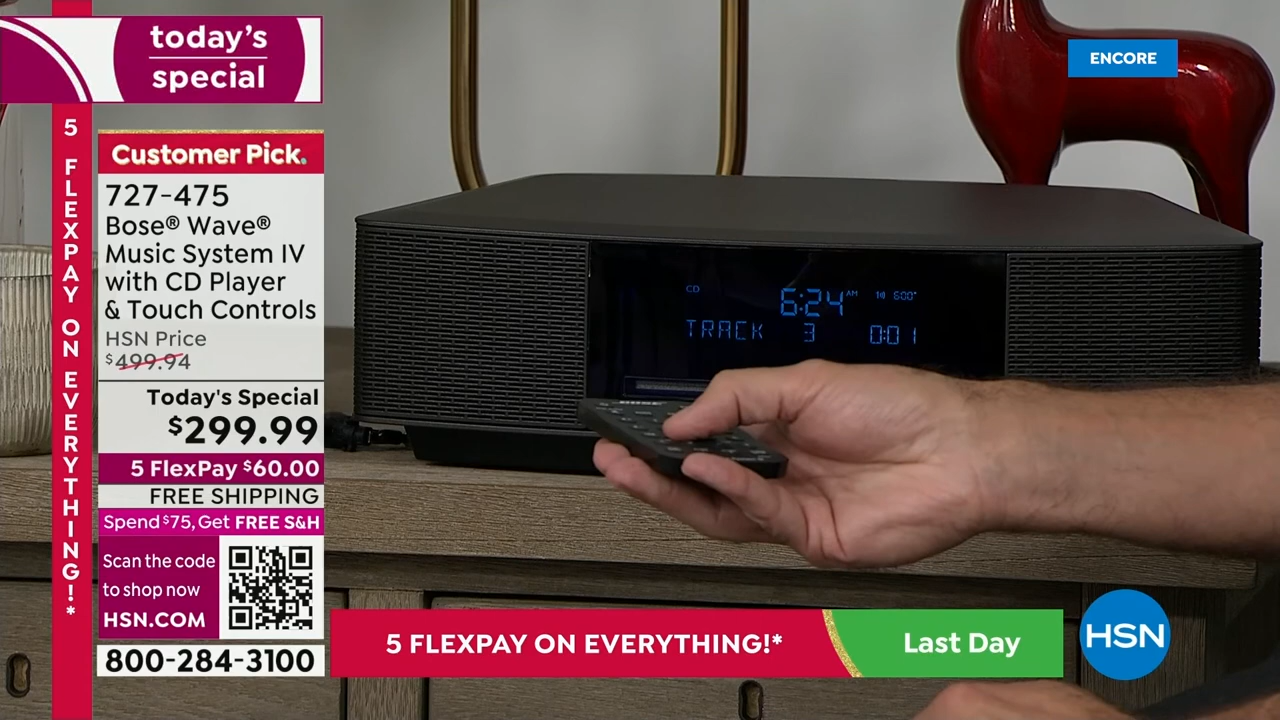 today's
special
ENCORE
5 FLEXPAY ON EVERYTHING!*
Customer Pick.
727-475
Bose® Wave®
Music System IV
with CD Player
& Touch Controls
HSN Price
$499.94
Today's Special
$299.99
5 FlexPay $60.00
FREE SHIPPING
Spend $75, Get FREE S&H
Scan the code
to shop now
HSN.COM
800-284-3100
CD
6:24 AM 6:00
TRACK 3 0:01
5 FLEXPAY ON EVERYTHING!*
Last Day
HSN